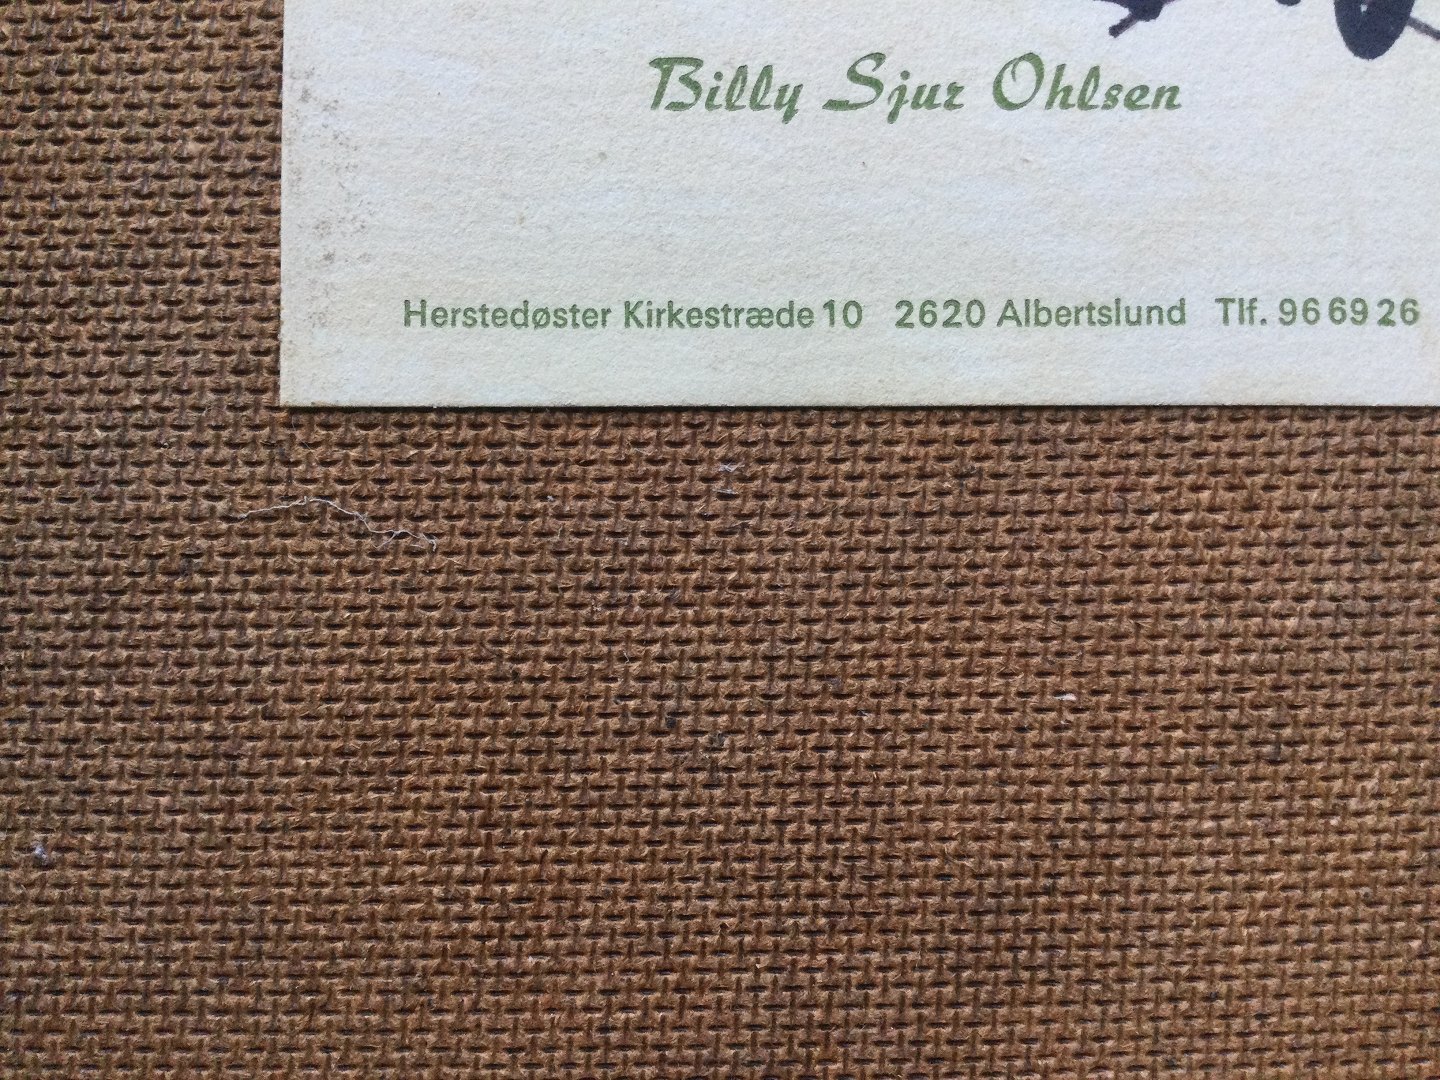 Billy Sjur Ohlsen
Herstedøster Kirkestræde 10 2620 Albertslund Tlf. 96 69 26